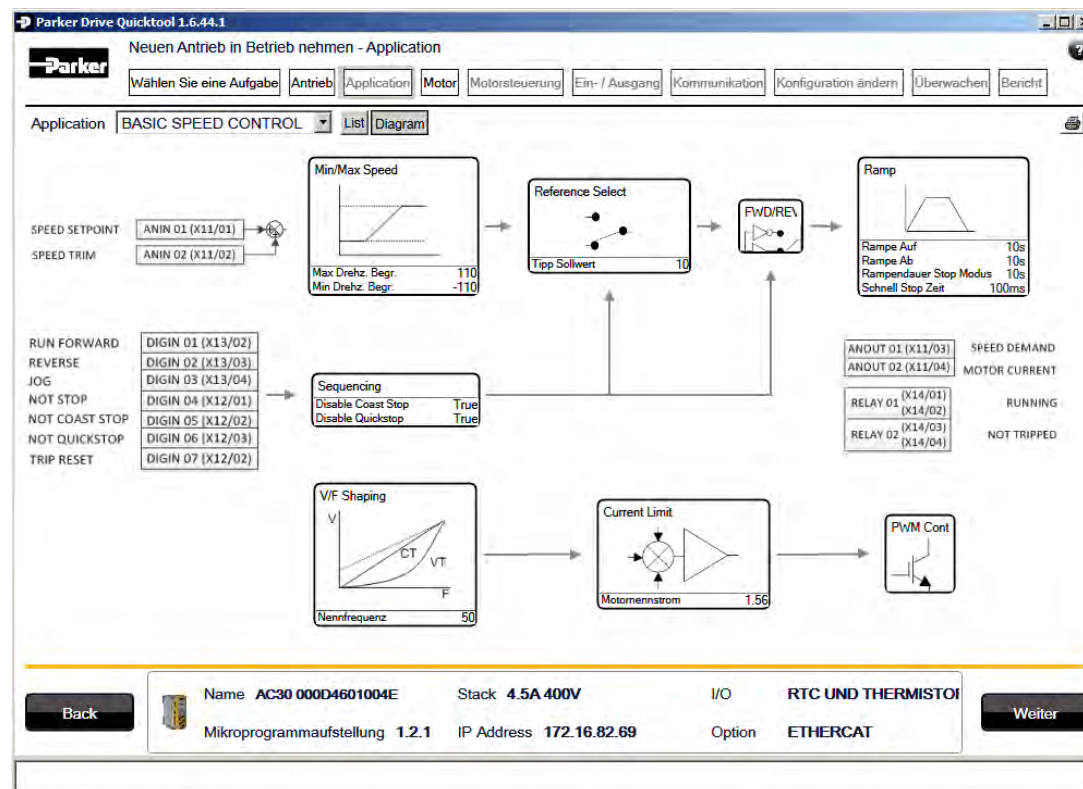 Parker Drive Quicktool 1.6.44.1
Parker
Neuen Antrieb in Betrieb nehmen - Application
Wählen Sie eine Aufgabe Antrieb Application Motor Motorsteuerung Ein- / Ausgang Kommunikation Konfiguration ändern Überwachen Bericht
Application BASIC SPEED CONTROL List Diagram
Min/Max Speed
Max Drehz. Begr. 110
Min Drehz. Begr. -110
Reference Select
Tipp Sollwert 10
FWD/REV
Ramp
Rampe Auf 10s
Rampe Ab 10s
Rampendauer Stop Modus 10s
Schnell Stop Zeit 100ms
SPEED SETPOINT ANIN 01 (X11/01)
SPEED TRIM ANIN 02 (X11/02)
RUN FORWARD DIGIN 01 (X13/02)
REVERSE DIGIN 02 (X13/03)
JOG DIGIN 03 (X13/04)
NOT STOP DIGIN 04 (X12/01)
NOT COAST STOP DIGIN 05 (X12/02)
NOT QUICKSTOP DIGIN 06 (X12/03)
TRIP RESET DIGIN 07 (X12/02)
Sequencing
Disable Coast Stop True
Disable Quickstop True
ANOUT 01 (X11/03) SPEED DEMAND
ANOUT 02 (X11/04) MOTOR CURRENT
RELAY 01 (X14/01) (X14/02) RUNNING
RELAY 02 (X14/03) (X14/04) NOT TRIPPED
V/F Shaping
V
CT
VT
F
Nennfrequenz 50
Current Limit
Motornennstrom 1.56
PWM Cont
Back
Name AC30 000D4601004E Stack 4.5A 400V I/O RTC UND THERMISTOR
Mikroprogrammaufstellung 1.2.1 IP Address 172.16.82.69 Option ETHERCAT
Weiter